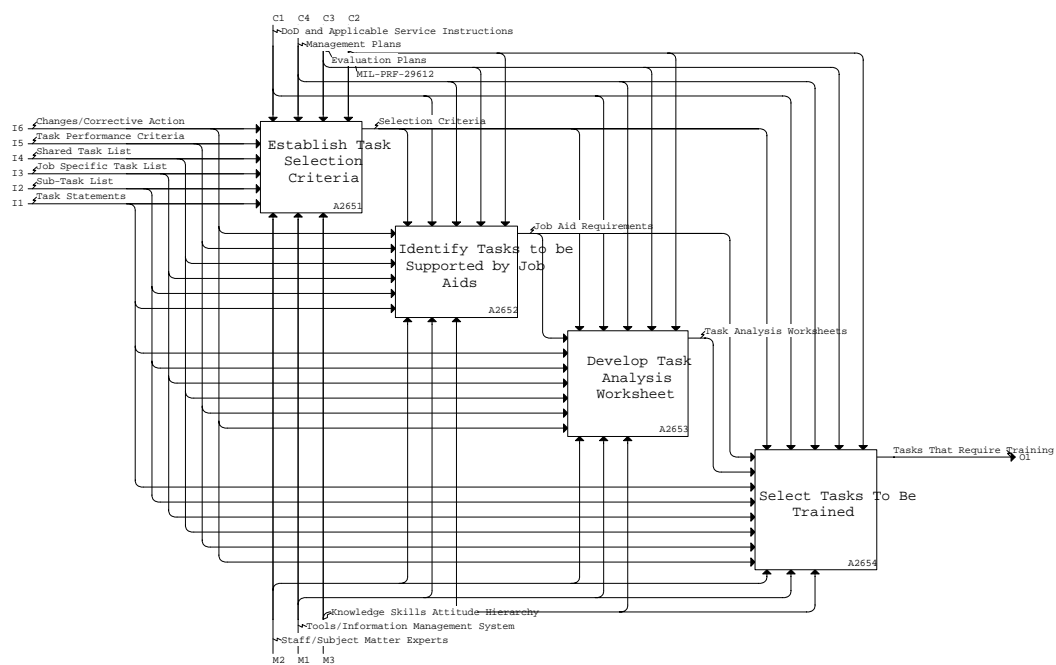 C1 C4 C3 C2
DoD and Applicable Service Instructions
Management Plans
Evaluation Plans
MIL-PRF-29612
I6 Changes/Corrective Action
I5 Task Performance Criteria
I4 Shared Task List
I3 Job Specific Task List
I2 Sub-Task List
I1 Task Statements
Selection Criteria
Establish Task
Selection
Criteria
A2651
Job Aid Requirements
Identify Tasks to be
Supported by Job
Aids
A2652
Task Analysis Worksheets
Develop Task
Analysis
Worksheet
A2653
Tasks That Require Training
O1
Select Tasks To Be
Trained
A2654
Knowledge Skills Attitude Hierarchy
Tools/Information Management System
Staff/Subject Matter Experts
M2 M1 M3